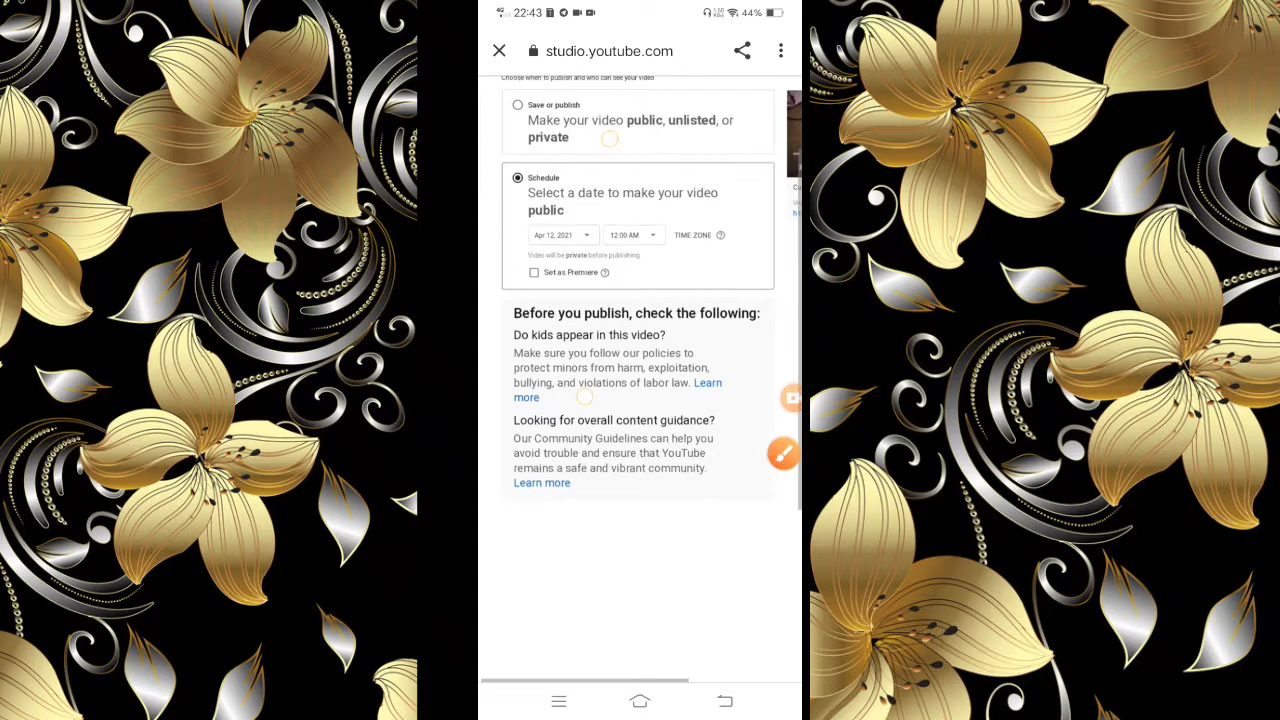 4G 22:43 44%
studio.youtube.com
Choose when to publish and who can see your video
Save or publish
Make your video public, unlisted, or
private
Schedule
Select a date to make your video
public
Apr 12, 2021 12:00 AM TIME ZONE
Video will be private before publishing
Set as Premiere
Before you publish, check the following:
Do kids appear in this video?
Make sure you follow our policies to
protect minors from harm, exploitation,
bullying, and violations of labor law. Learn
more
Looking for overall content guidance?
Our Community Guidelines can help you
avoid trouble and ensure that YouTube
remains a safe and vibrant community.
Learn more